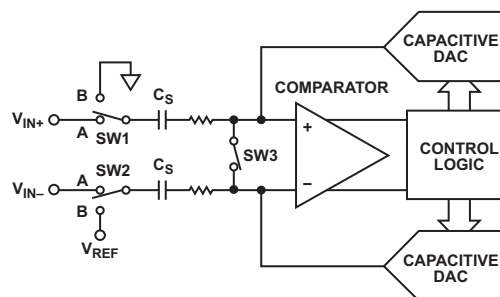 CAPACITIVE
DAC
COMPARATOR
B
CS
VIN+
A
SW1
+
SW3
CONTROL
LOGIC
SW2
CS
A
VIN–
–
B
VREF
CAPACITIVE
DAC